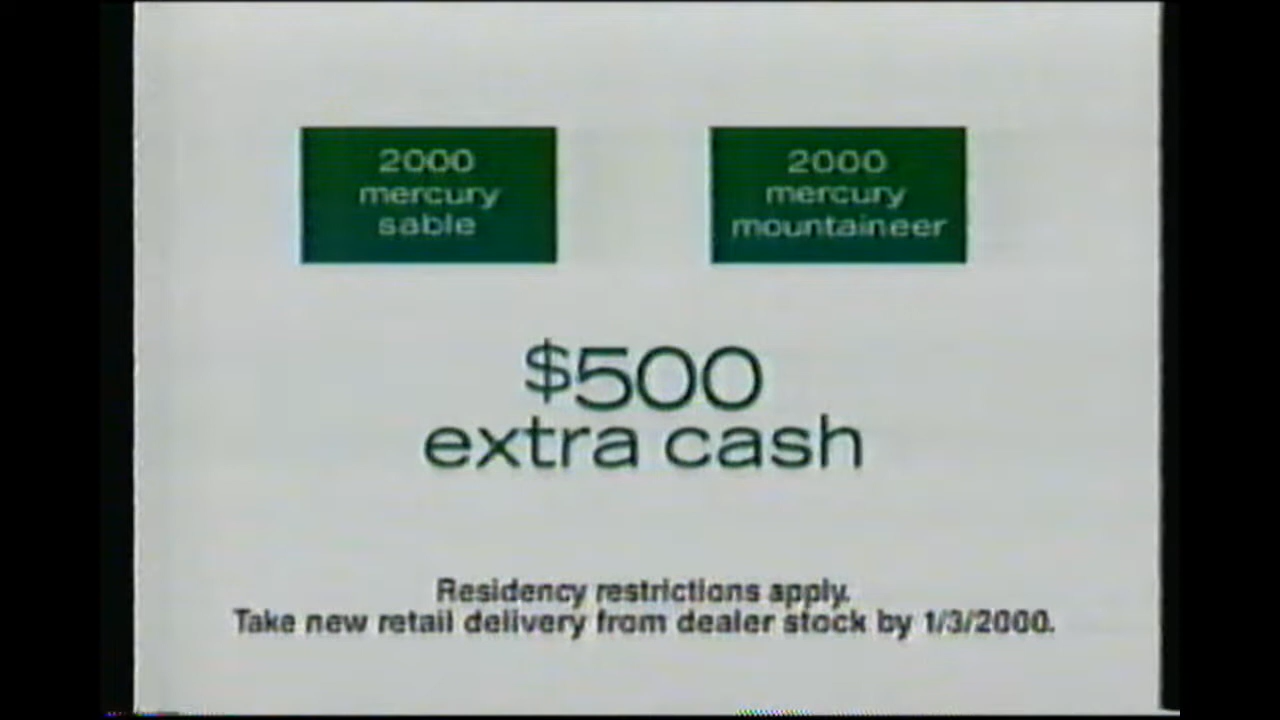 2000
mercury
sable
2000
mercury
mountaineer
$500
extra cash
Residency restrictions apply.
Take new retail delivery from dealer stock by 1/3/2000.